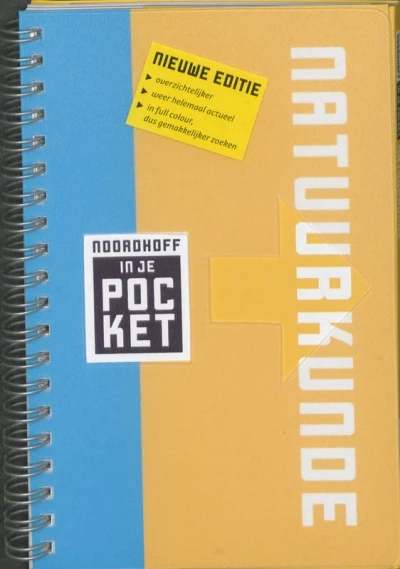 NIEUWE EDITIE
overzichtelijker
weer helemaal actueel
in full colour,
dus gemakkelijker zoeken
NATUURKUNDE
NOORDHOFF
IN JE
POC
KET